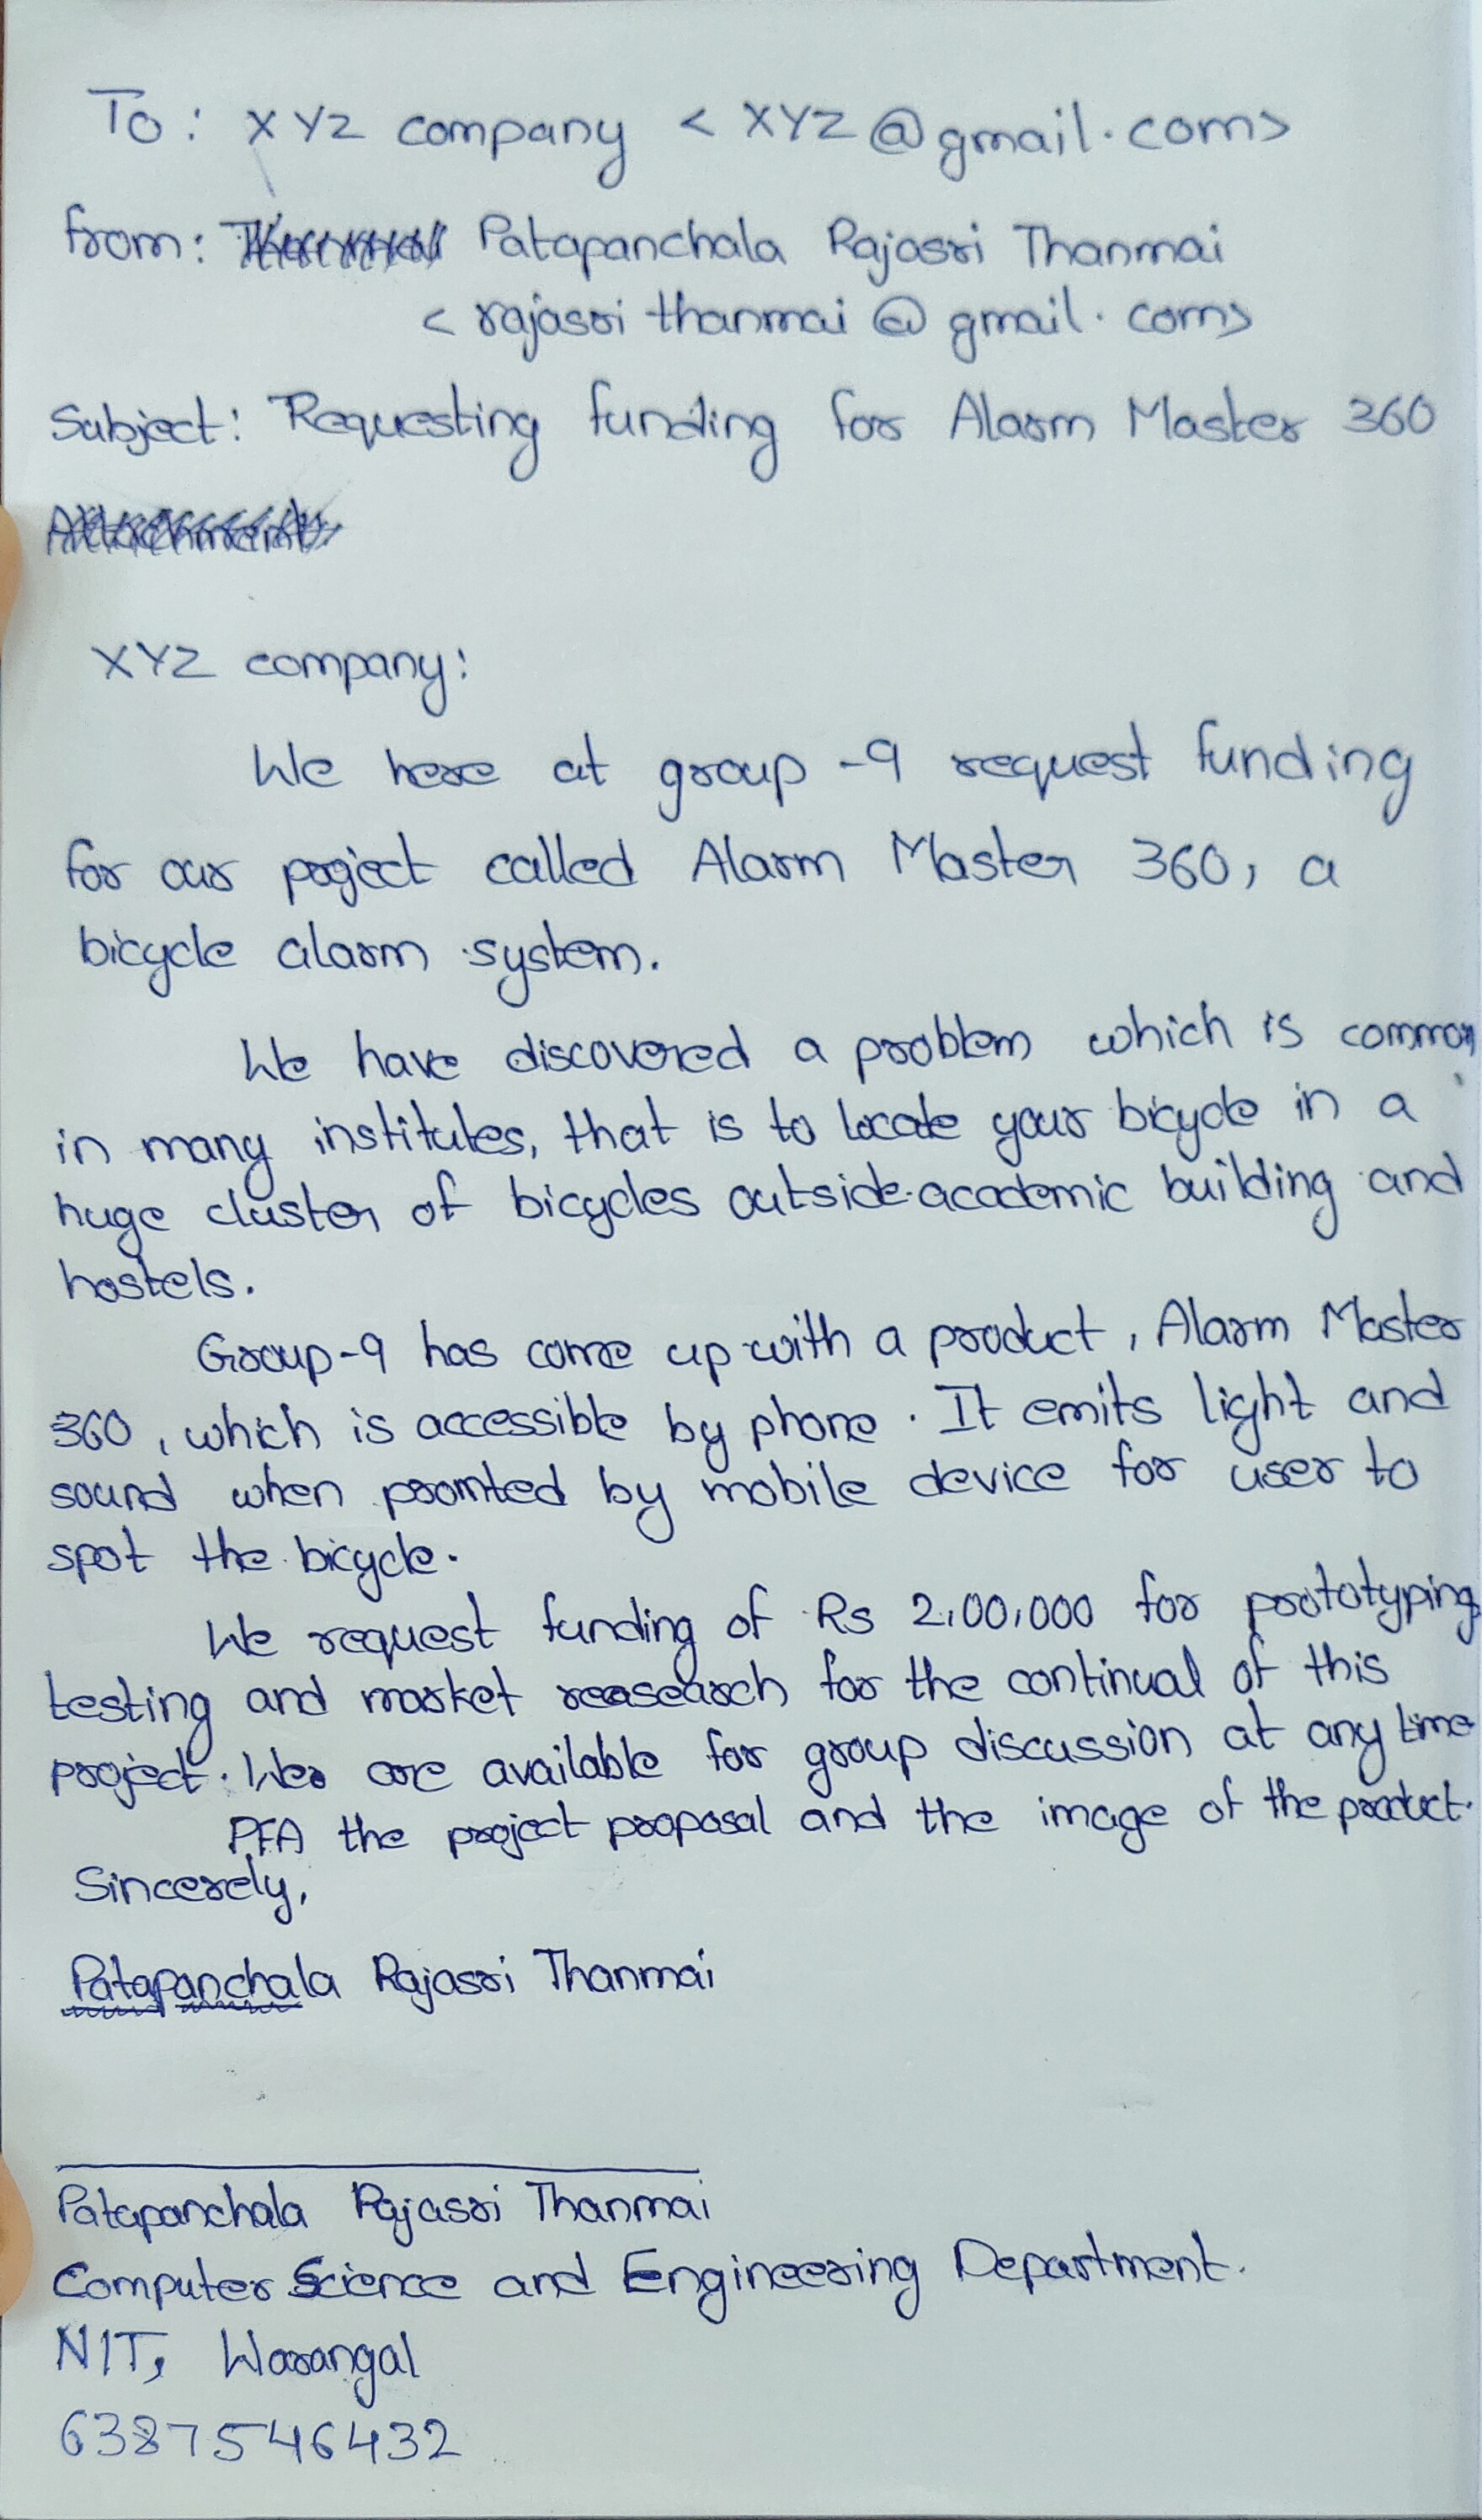 To: XYZ company <XYZ@gmail.com>
from: Patapanchala Rajasri Thanmai
<rajasri thanmai@gmail.com>
Subject: Requesting funding for Alarm Master 360
XYZ company:
We here at group-9 request funding
for our project called Alarm Master 360, a
bicycle alarm system.
We have discovered a problem which is common
in many institutes, that is to locate your bicycle in a
huge cluster of bicycles outside academic building and
hostels.
Group-9 has come up with a product, Alarm Master
360, which is accessible by phone. It emits light and
sound when promted by mobile device for user to
spot the bicycle.
We request funding of Rs 2,00,000 for prototyping,
testing and market reasearch for the continual of this
project. We are available for group discussion at any time
PFA the project proposal and the image of the product.
Sincerely,
Patapanchala Rajasri Thanmai
Patapanchala Rajasri Thanmai
Computer Science and Engineering Department.
NIT, Warangal
6387546432